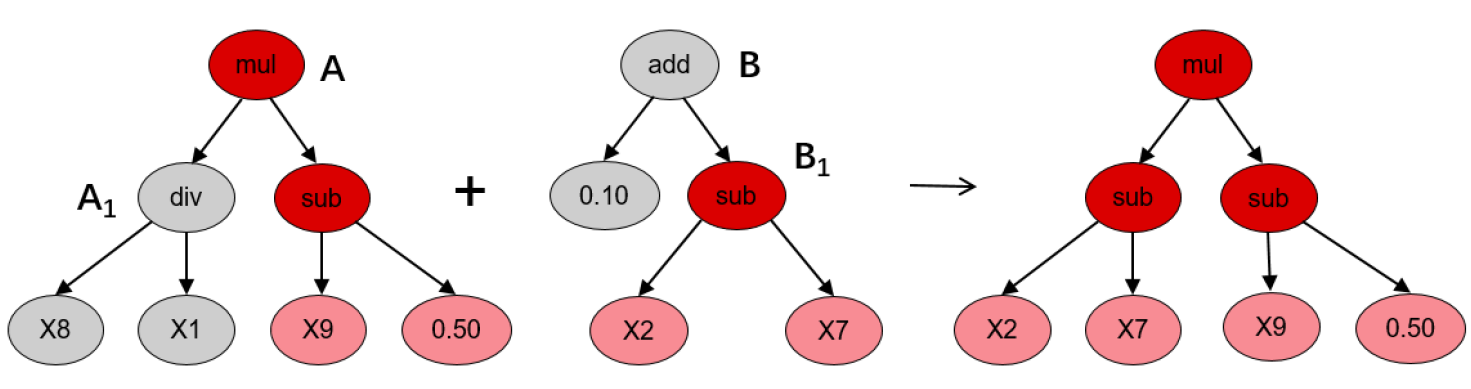 mul A add B mul
A1 div sub + 0.10 sub B1 sub sub
X8 X1 X9 0.50 X2 X7 X2 X7 X9 0.50